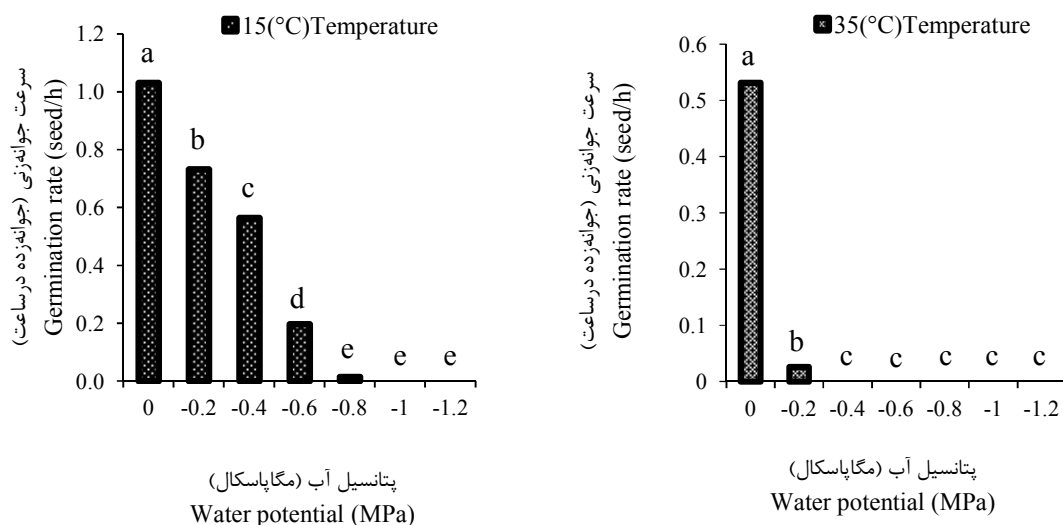 15(°C)Temperature
سرعت جوانه‌زنی (جوانه‌زده درساعت)
Germination rate (seed/h)
1.2
1.0
0.8
0.6
0.4
0.2
0.0
a
b
c
d
e
e
e
0 -0.2 -0.4 -0.6 -0.8 -1 -1.2
پتانسیل آب (مگاپاسکال)
Water potential (MPa)
35(°C)Temperature
سرعت جوانه‌زنی (جوانه‌زده درساعت)
Germination rate (seed/h)
0.6
0.5
0.4
0.3
0.2
0.1
0
a
b
c
c
c
c
c
0 -0.2 -0.4 -0.6 -0.8 -1 -1.2
پتانسیل آب (مگاپاسکال)
Water potential (MPa)